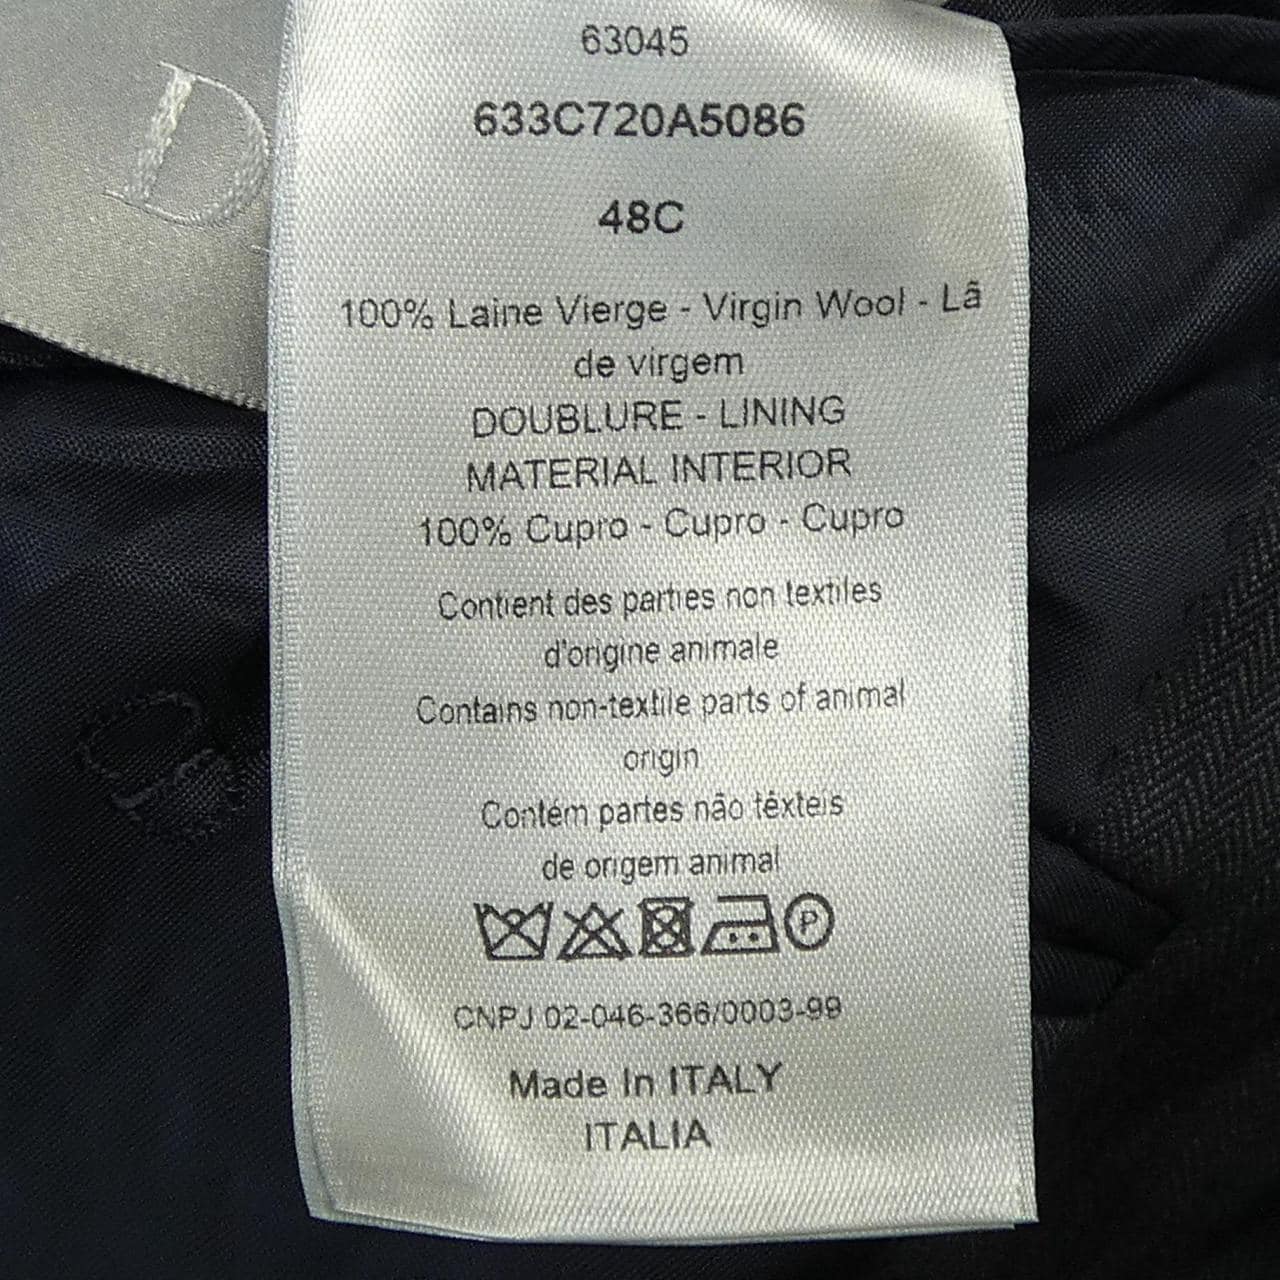 D
63045
633C720A5086
48C
100% Laine Vierge - Virgin Wool - Lã
de virgem
DOUBLURE - LINING
MATERIAL INTERIOR
100% Cupro - Cupro - Cupro
Contient des parties non textiles
d'origine animale
Contains non-textile parts of animal
origin
Contém partes não têxteis
de origem animal
P
CNPJ 02-046-366/0003-99
Made In ITALY
ITALIA